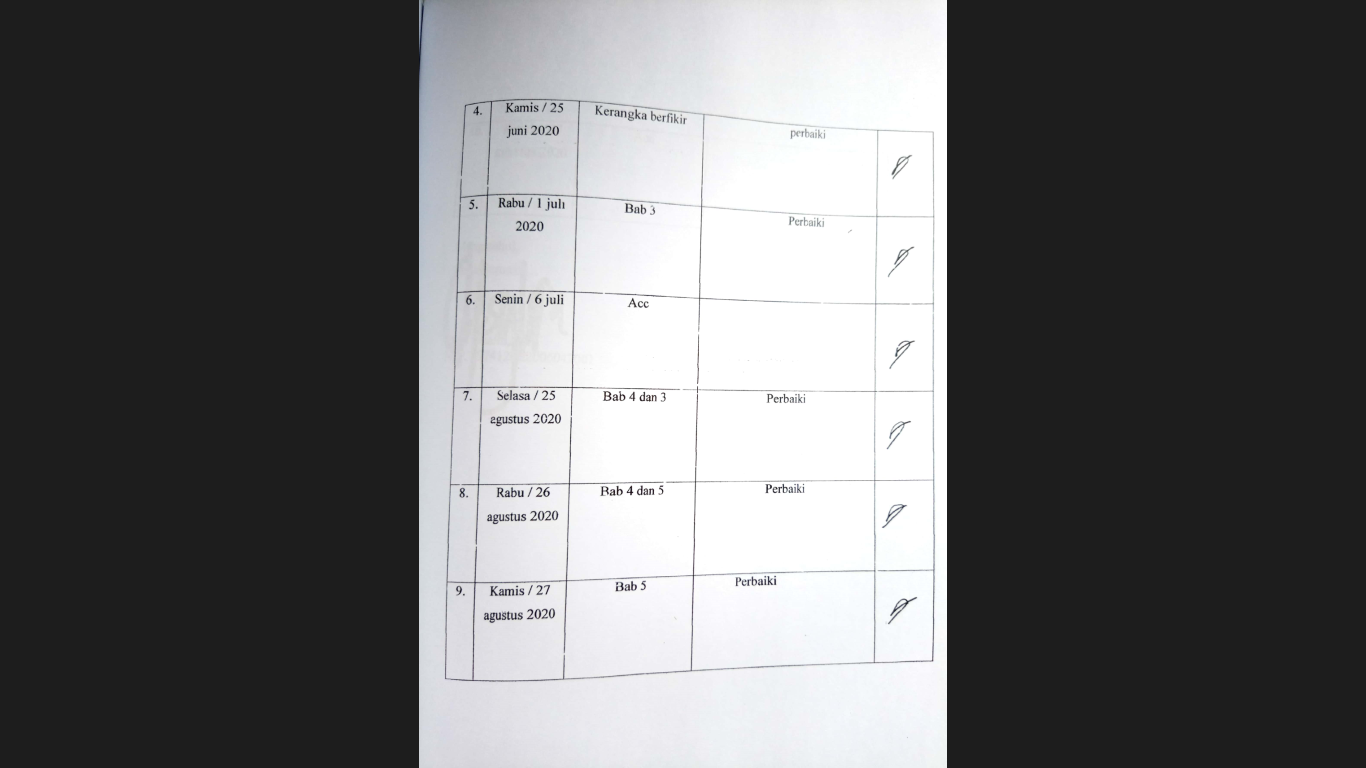 4. Kamis / 25 Kerangka berfikir perbaiki
juni 2020
5. Rabu / 1 juli Bab 3 Perbaiki
2020
6. Senin / 6 juli Acc
7. Selasa / 25 Bab 4 dan 3 Perbaiki
agustus 2020
8. Rabu / 26 Bab 4 dan 5 Perbaiki
agustus 2020
9. Kamis / 27 Bab 5 Perbaiki
agustus 2020